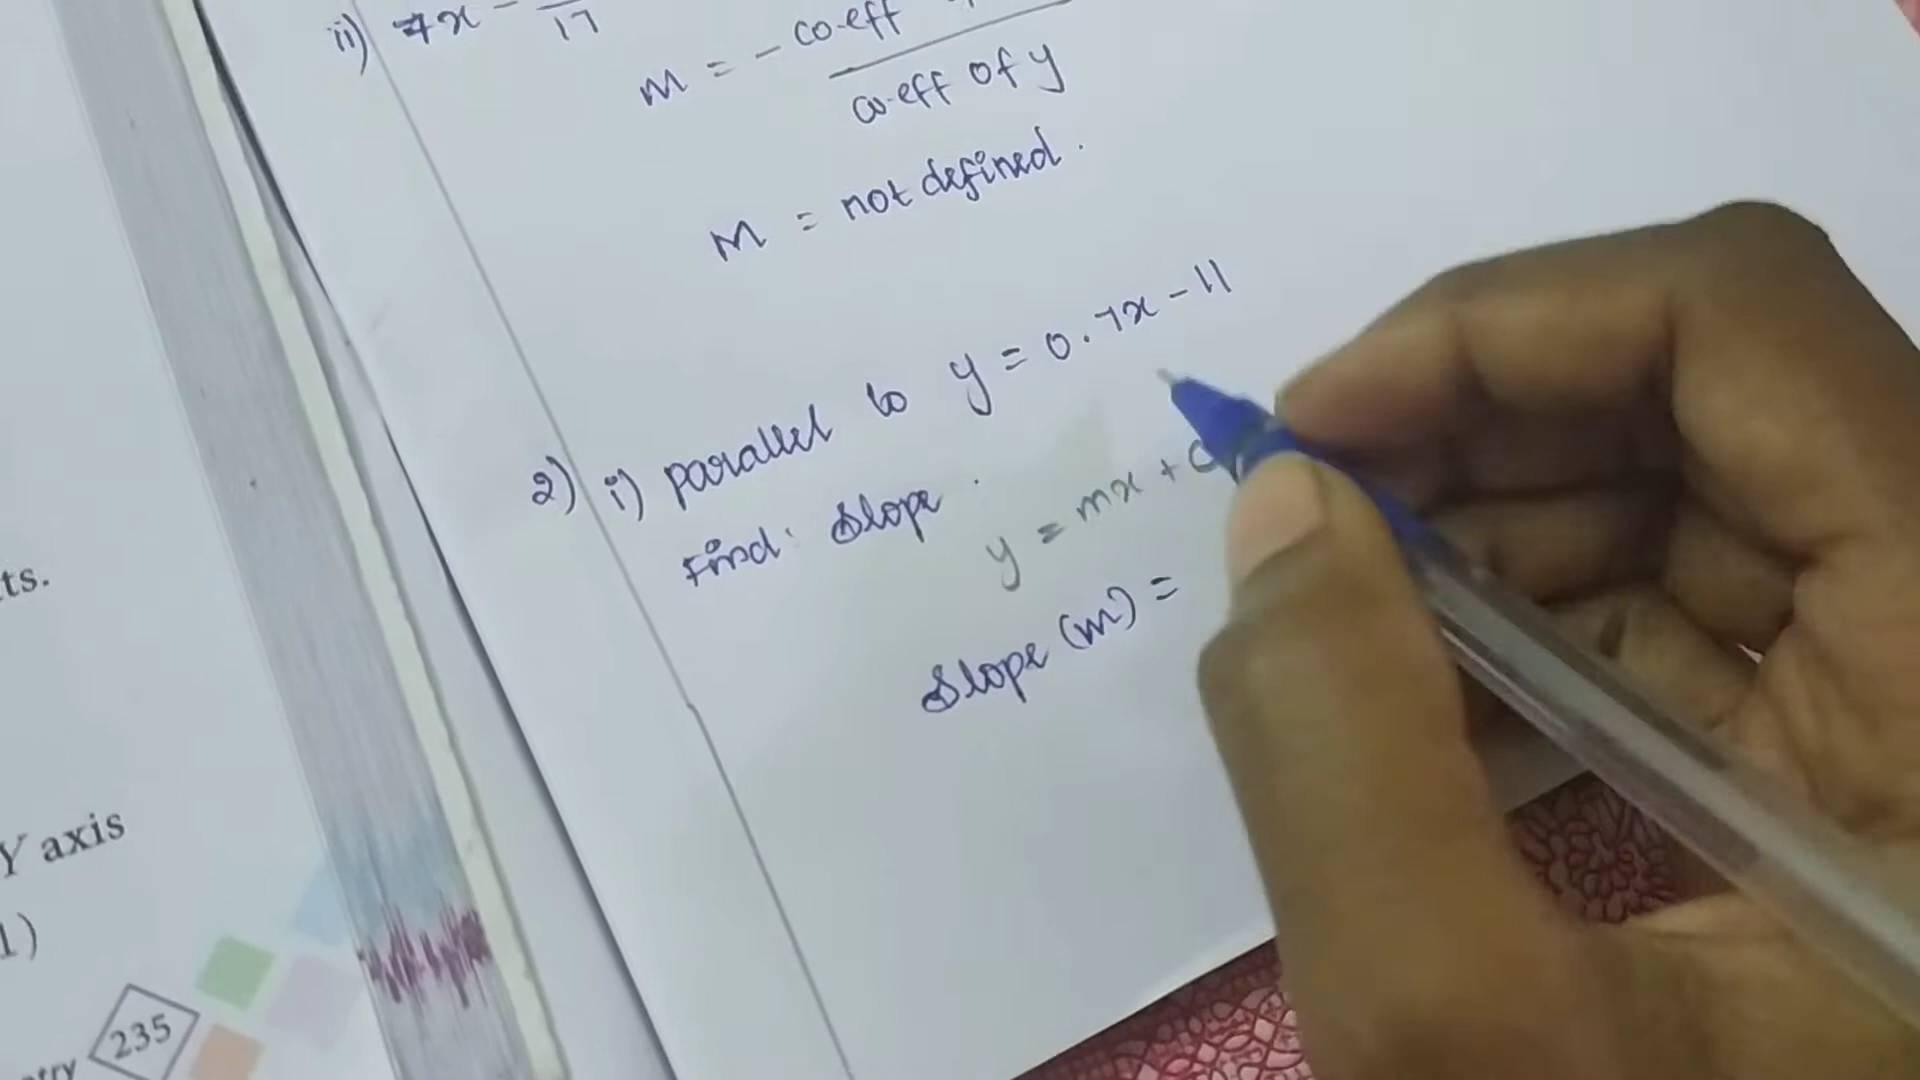 ii) 7x - 17
m = - co-eff
co-eff of y
m = not defined.
2) i) parallel to y = 0.7x - 11
Find: Slope.
y = mx + c
Slope (m) =
ts.
Y axis
1)
235
etry